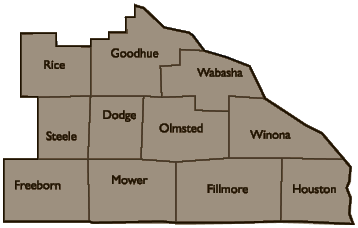 Goodhue
Rice
Wabasha
Dodge
Olmsted
Steele
Winona
Mower
Freeborn
Fillmore
Houston